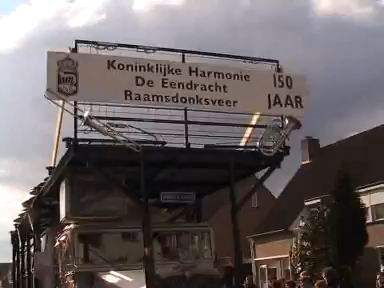 Koninklijke Harmonie
De Eendracht
Raamsdonksveer
150
JAAR